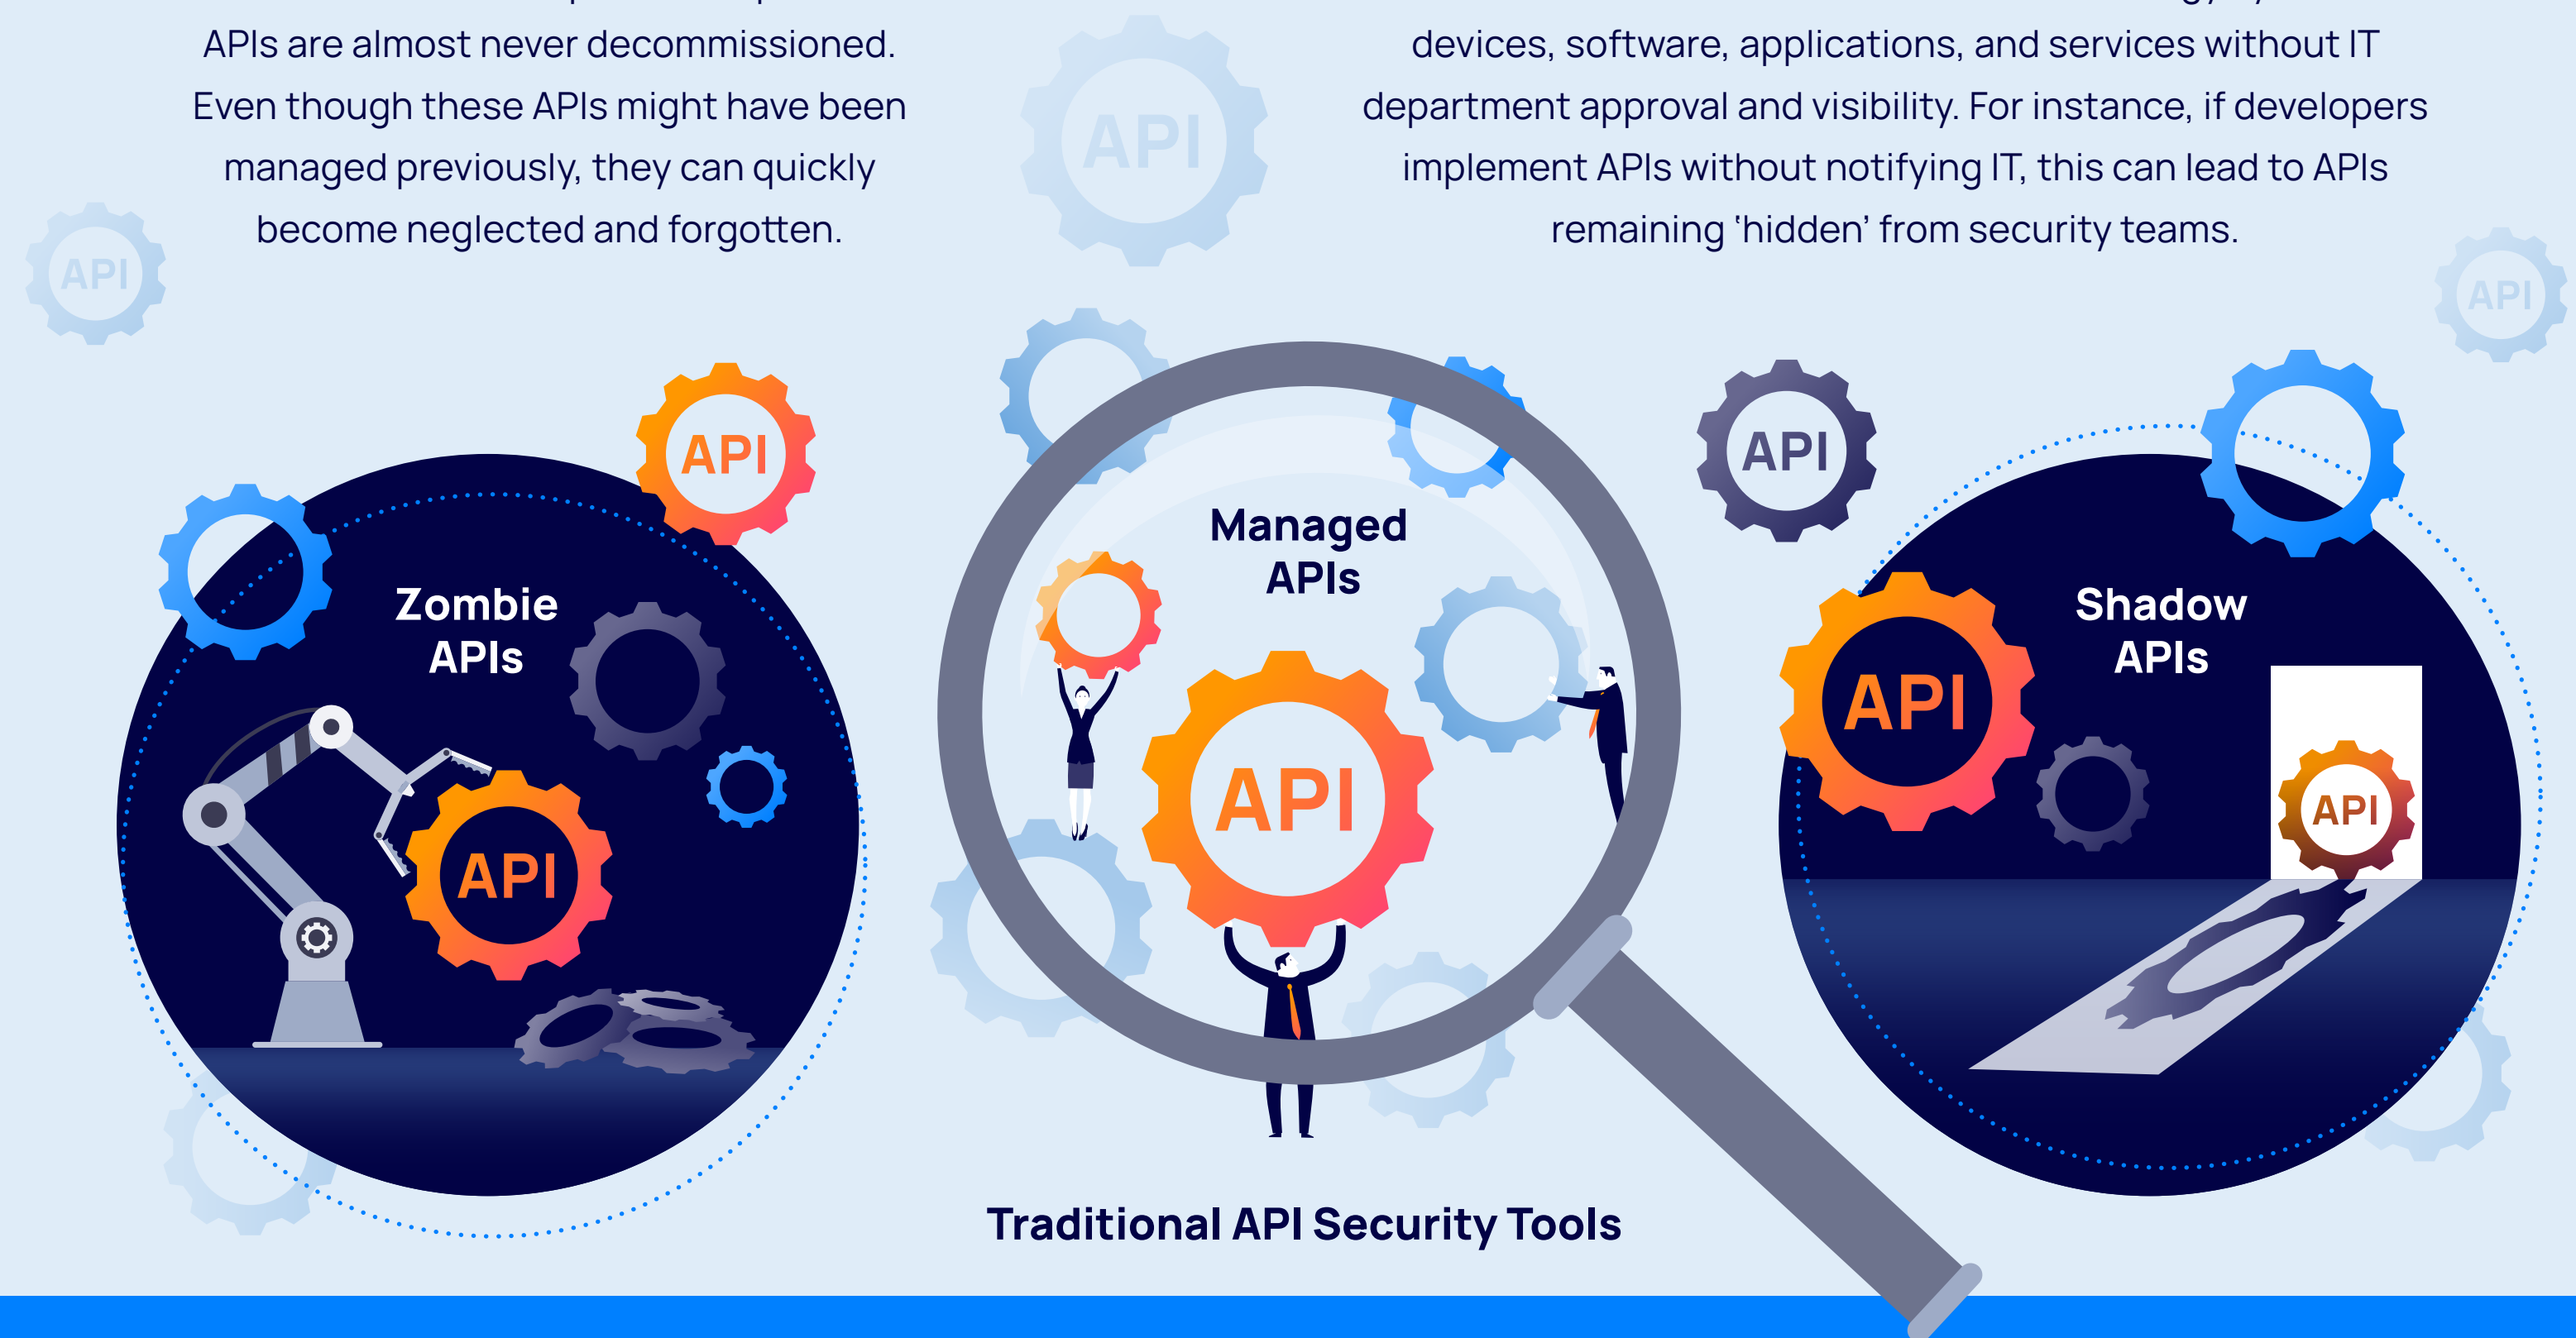 APIs are almost never decommissioned.
Even though these APIs might have been
managed previously, they can quickly
become neglected and forgotten.
devices, software, applications, and services without IT
department approval and visibility. For instance, if developers
implement APIs without notifying IT, this can lead to APIs
remaining ‘hidden’ from security teams.
API
API
API
API
API
Zombie
APIs
API
Managed
APIs
API
Shadow
APIs
API
API
Traditional API Security Tools